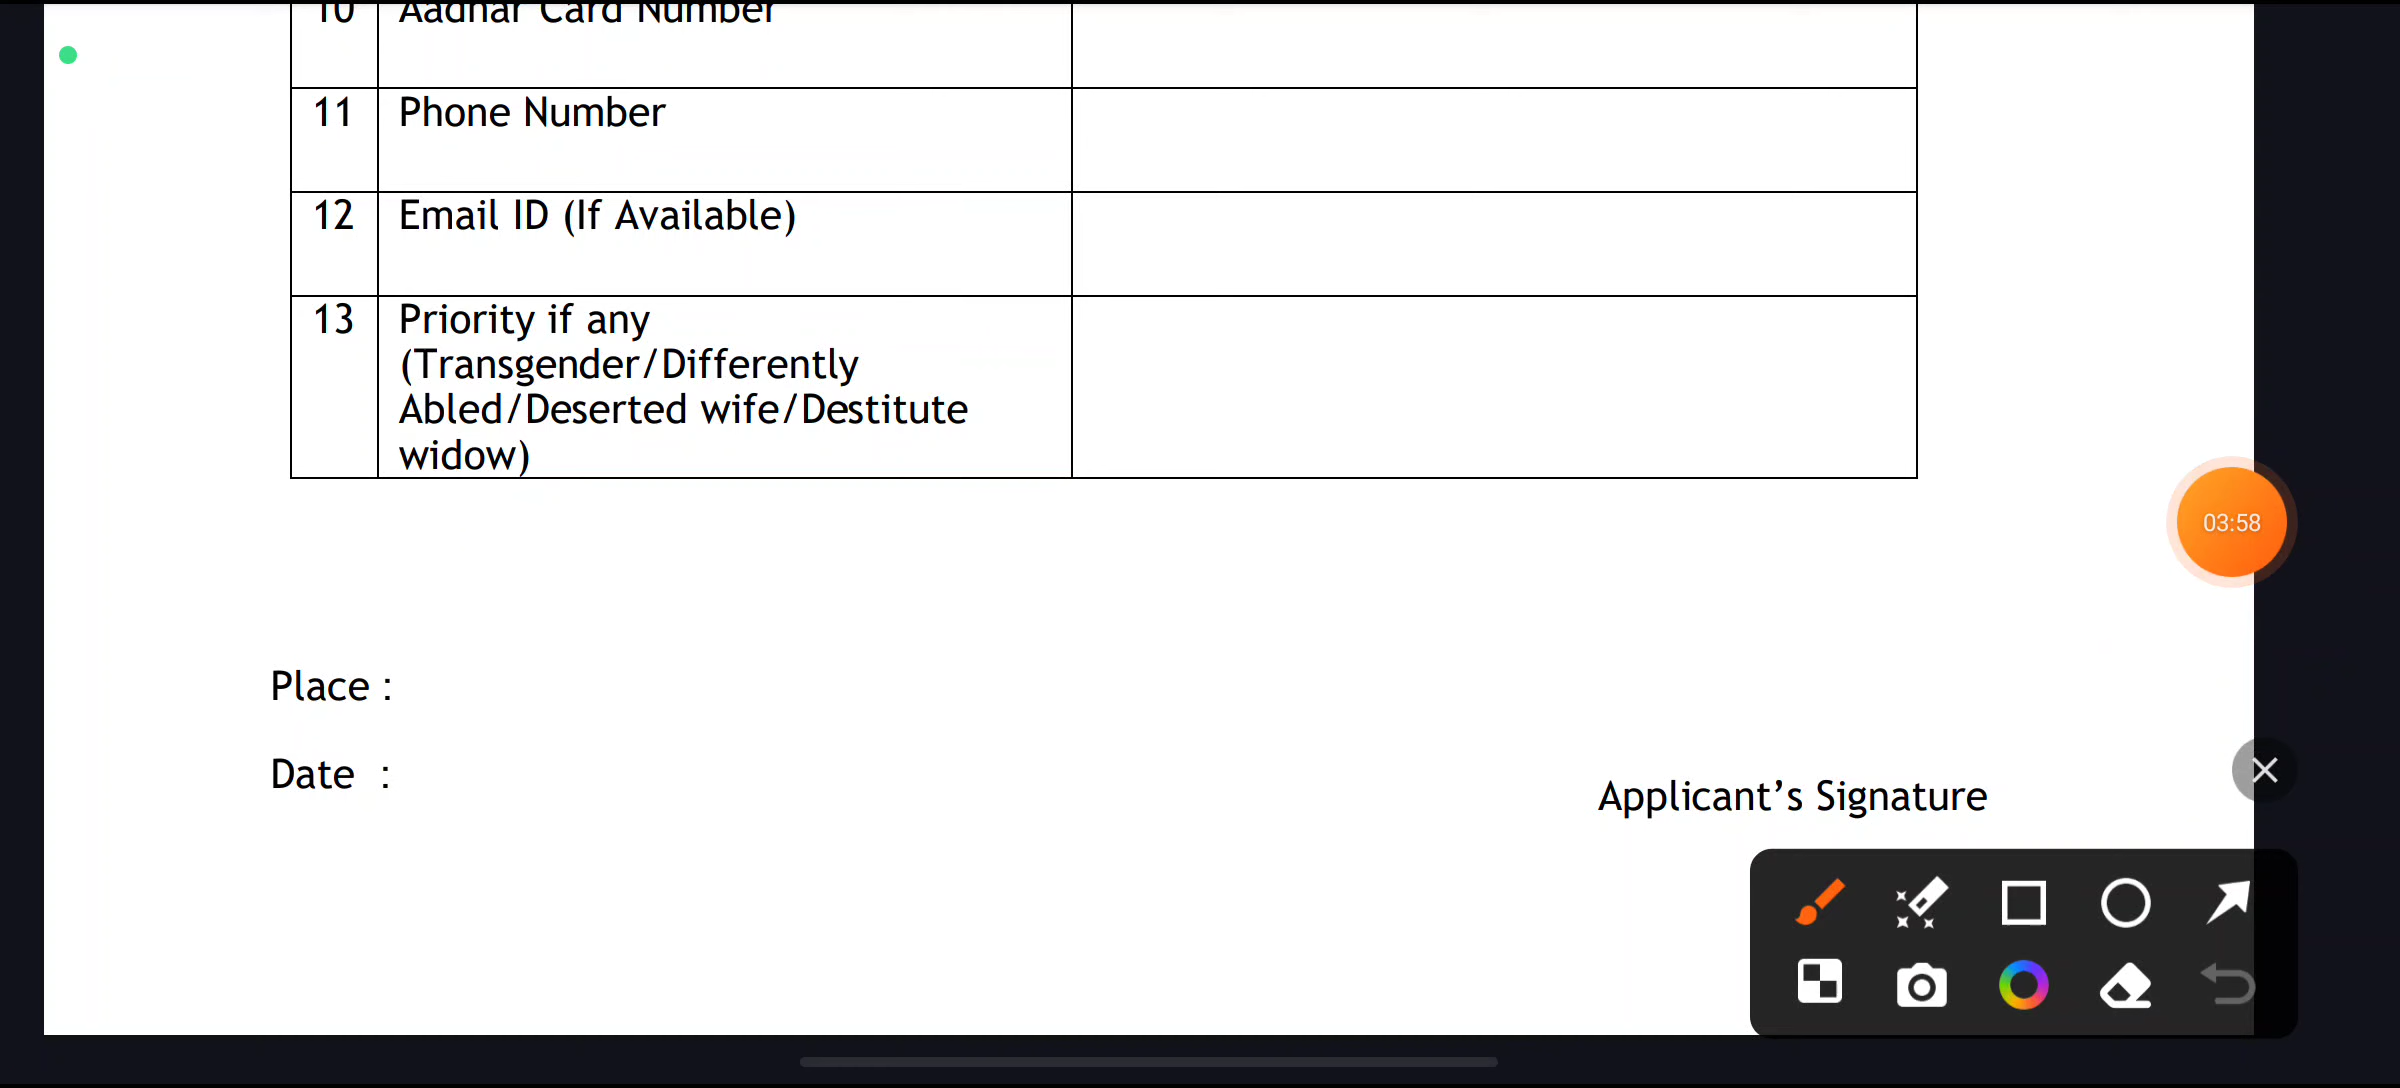 10 Aadhar Card Number
11 Phone Number
12 Email ID (If Available)
13 Priority if any
(Transgender/Differently
Abled/Deserted wife/Destitute
widow)
03:58
Place :
Date :
Applicant’s Signature